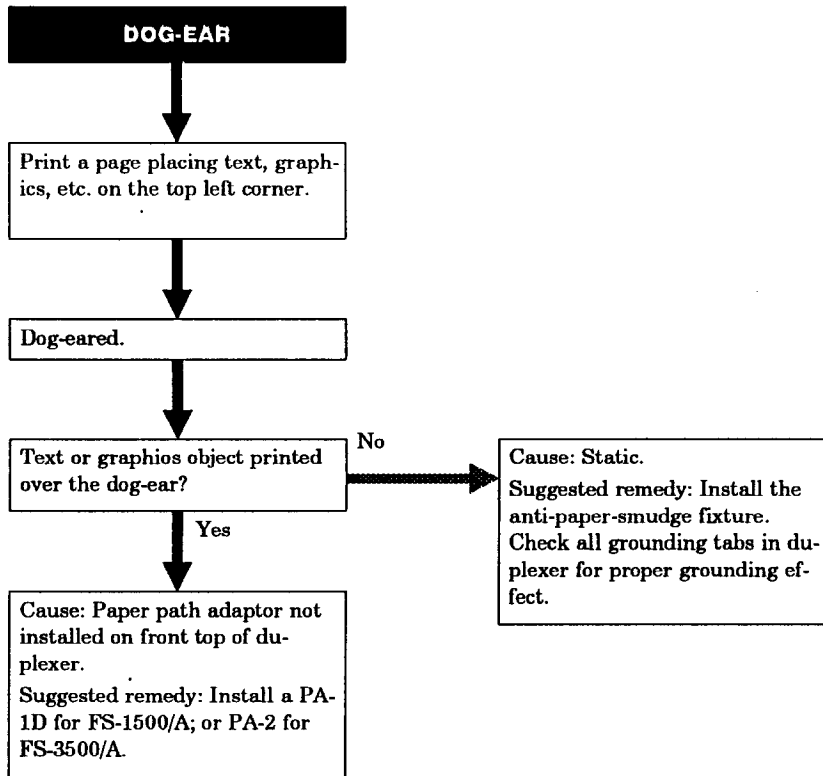 DOG-EAR
Print a page placing text, graph-
ics, etc. on the top left corner.
Dog-eared.
Text or graphios object printed
over the dog-ear?
No
Yes
Cause: Static.
Suggested remedy: Install the
anti-paper-smudge fixture.
Check all grounding tabs in du-
plexer for proper grounding ef-
fect.
Cause: Paper path adaptor not
installed on front top of du-
plexer.
Suggested remedy: Install a PA-
1D for FS-1500/A; or PA-2 for
FS-3500/A.